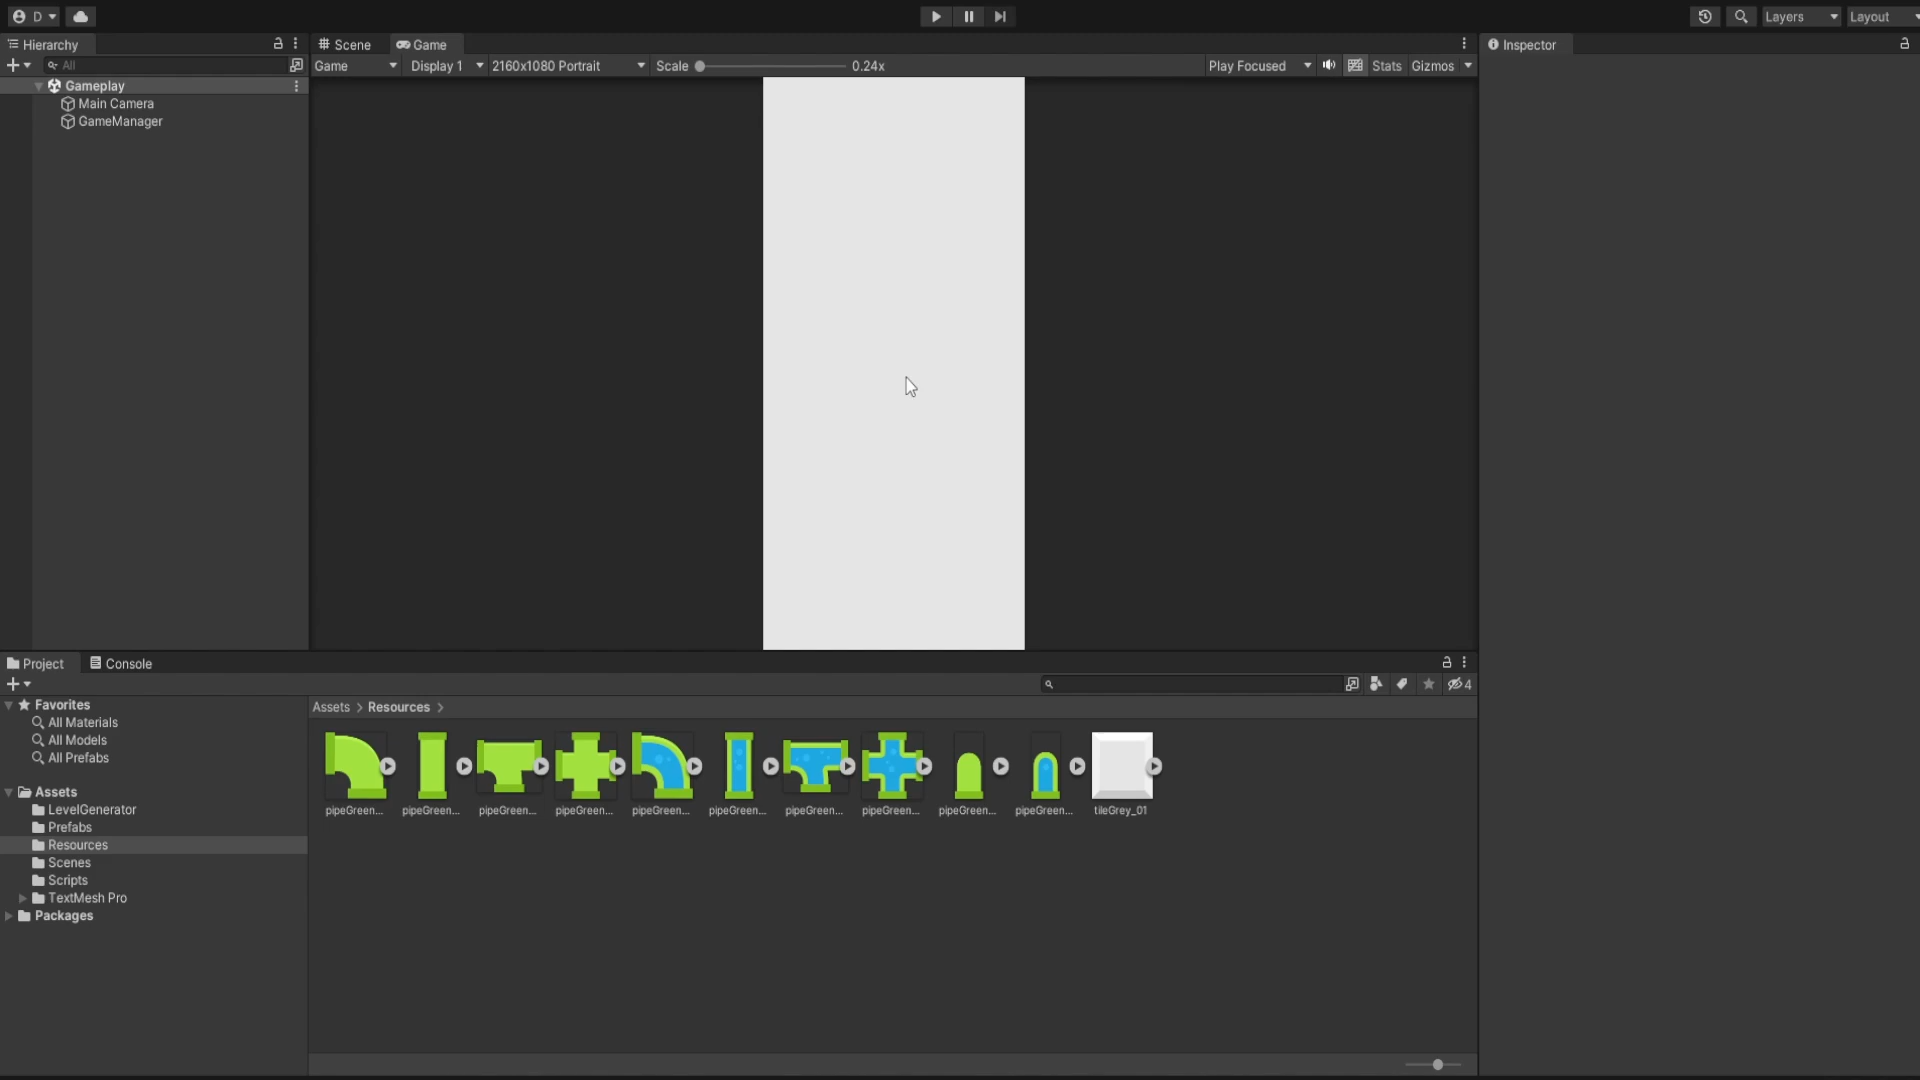 D
Layers
Layout
Hierarchy
All
Gameplay
Main Camera
GameManager
Scene
Game
Game
Display 1
2160x1080 Portrait
Scale
0.24x
Play Focused
Stats
Gizmos
Inspector
Project
Console
4
Favorites
All Materials
All Models
All Prefabs
Assets
LevelGenerator
Prefabs
Resources
Scenes
Scripts
TextMesh Pro
Packages
Assets > Resources >
pipeGreen... pipeGreen... pipeGreen... pipeGreen... pipeGreen... pipeGreen... pipeGreen... pipeGreen... pipeGreen... pipeGreen... tileGrey_01